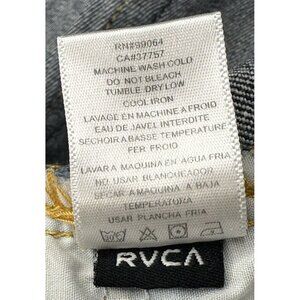 RN#99064
CA#37757
MACHINE WASH COLD
DO NOT BLEACH
TUMBLE DRY LOW
COOL IRON
LAVAGE EN MACHINE A FROID
EAU DE JAVEL INTERDITE
SECHOIR A BASSE TEMPERATURE
FER FROID
LAVAR A MAQUINA EN AGUA FRIA
NO USAR BLANQUEADOR
SECAR A MAQUINA A BAJA
TEMPERATURA
USAR PLANCHA FRIA
RVCA